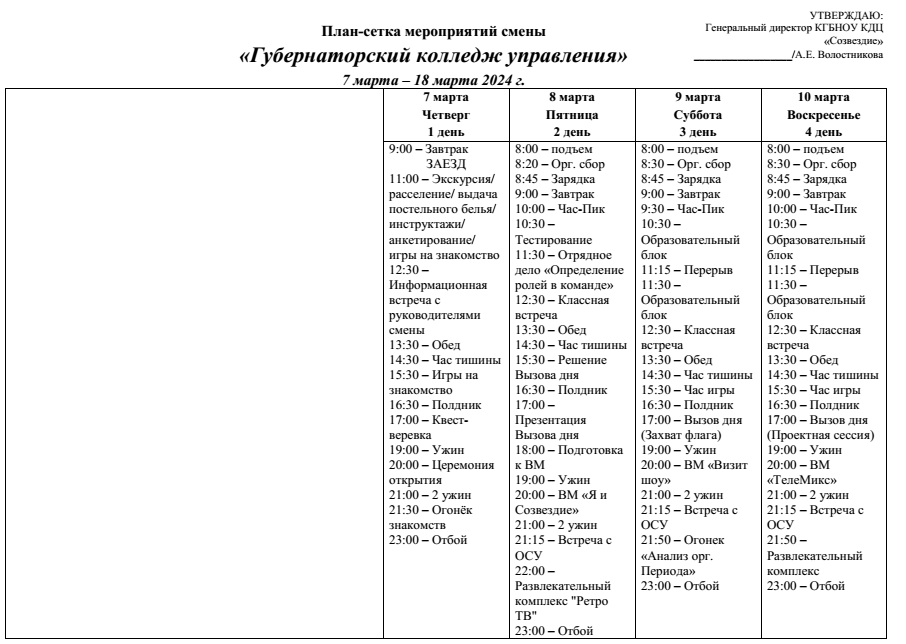 УТВЕРЖДАЮ:
Генеральный директор КГБНОУ КДЦ
«Созвездие»
________________/А.Е. Волостникова
План-сетка мероприятий смены
«Губернаторский колледж управления»
7 марта – 18 марта 2024 г.
7 марта
Четверг
1 день
8 марта
Пятница
2 день
9 марта
Суббота
3 день
10 марта
Воскресенье
4 день
9:00 – Завтрак
ЗАЕЗД
11:00 – Экскурсия/
расселение/ выдача
постельного белья/
инструктажи/
анкетирование/
игры на знакомство
12:30 –
Информационная
встреча с
руководителями
смены
13:30 – Обед
14:30 – Час тишины
15:30 – Игры на
знакомство
16:30 – Полдник
17:00 – Квест-
веревка
19:00 – Ужин
20:00 – Церемония
открытия
21:00 – 2 ужин
21:30 – Огонёк
знакомств
23:00 – Отбой
8:00 – подъем
8:20 – Орг. сбор
8:45 – Зарядка
9:00 – Завтрак
10:00 – Час-Пик
10:30 –
Тестирование
11:30 – Отрядное
дело «Определение
ролей в команде»
12:30 – Классная
встреча
13:30 – Обед
14:30 – Час тишины
15:30 – Решение
Вызова дня
16:30 – Полдник
17:00 –
Презентация
Вызова дня
18:00 – Подготовка
к ВМ
19:00 – Ужин
20:00 – ВМ «Я и
Созвездие»
21:00 – 2 ужин
21:15 – Встреча с
ОСУ
22:00 –
Развлекательный
комплекс "Ретро
ТВ"
23:00 – Отбой
8:00 – подъем
8:30 – Орг. сбор
8:45 – Зарядка
9:00 – Завтрак
9:30 – Час-Пик
10:30 –
Образовательный
блок
11:15 – Перерыв
11:30 –
Образовательный
блок
12:30 – Классная
встреча
13:30 – Обед
14:30 – Час тишины
15:30 – Час игры
16:30 – Полдник
17:00 – Вызов дня
(Захват флага)
19:00 – Ужин
20:00 – ВМ «Визит
шоу»
21:00 – 2 ужин
21:15 – Встреча с
ОСУ
21:50 – Огонек
«Анализ орг.
Периода»
23:00 – Отбой
8:00 – подъем
8:30 – Орг. сбор
8:45 – Зарядка
9:00 – Завтрак
10:00 – Час-Пик
10:30 –
Образовательный
блок
11:15 – Перерыв
11:30 –
Образовательный
блок
12:30 – Классная
встреча
13:30 – Обед
14:30 – Час тишины
15:30 – Час игры
16:30 – Полдник
17:00 – Вызов дня
(Проектная сессия)
19:00 – Ужин
20:00 – ВМ
«ТелеМикс»
21:00 – 2 ужин
21:15 – Встреча с
ОСУ
21:50 –
Развлекательный
комплекс
23:00 – Отбой